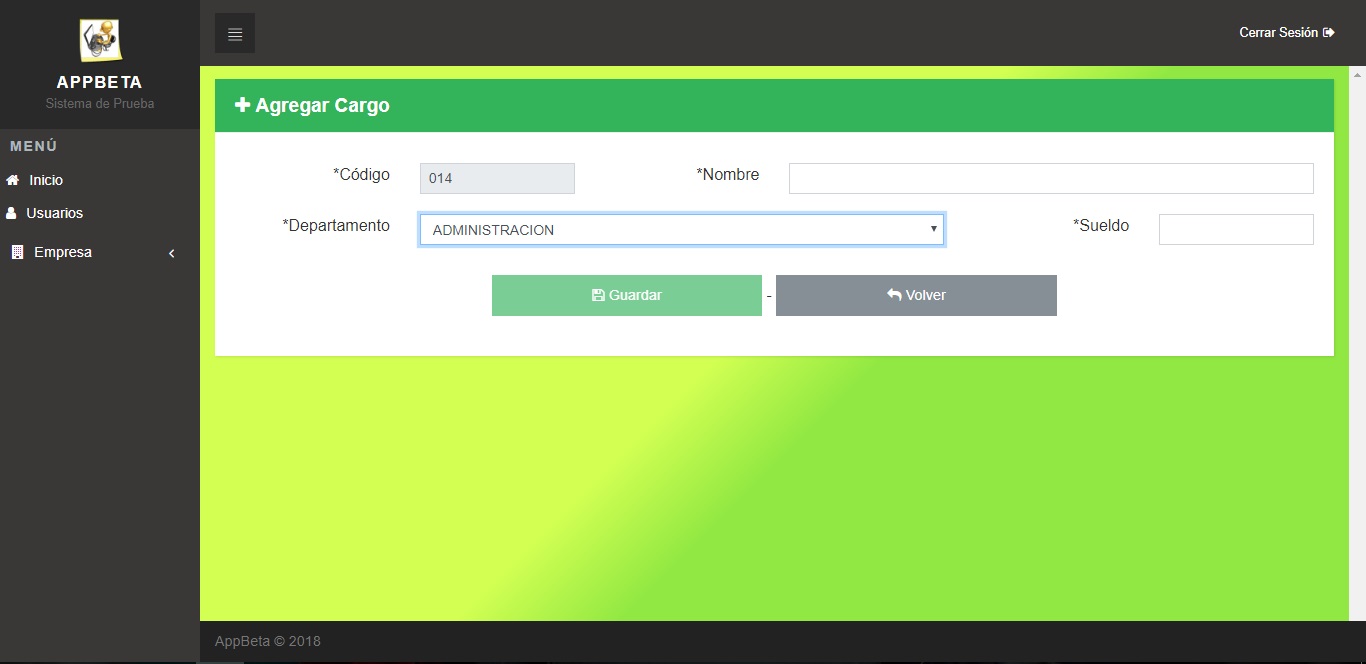 APPBETA
Sistema de Prueba
MENÚ
Inicio
Usuarios
Empresa
Cerrar Sesión
Agregar Cargo
*Código 014 *Nombre
*Departamento ADMINISTRACION *Sueldo
Guardar - Volver
AppBeta © 2018